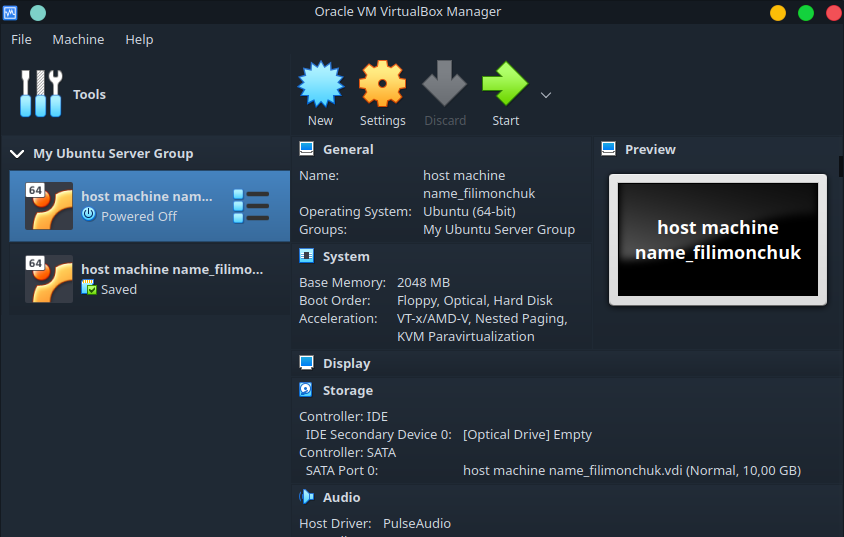 Oracle VM VirtualBox Manager
File Machine Help
Tools
New Settings Discard Start
My Ubuntu Server Group
64
host machine nam...
Powered Off
64
host machine name_filimo...
Saved
General
Name: host machine
name_filimonchuk
Operating System: Ubuntu (64-bit)
Groups: My Ubuntu Server Group
Preview
host machine
name_filimonchuk
System
Base Memory: 2048 MB
Boot Order: Floppy, Optical, Hard Disk
Acceleration: VT-x/AMD-V, Nested Paging,
KVM Paravirtualization
Display
Storage
Controller: IDE
IDE Secondary Device 0: [Optical Drive] Empty
Controller: SATA
SATA Port 0: host machine name_filimonchuk.vdi (Normal, 10,00 GB)
Audio
Host Driver: PulseAudio